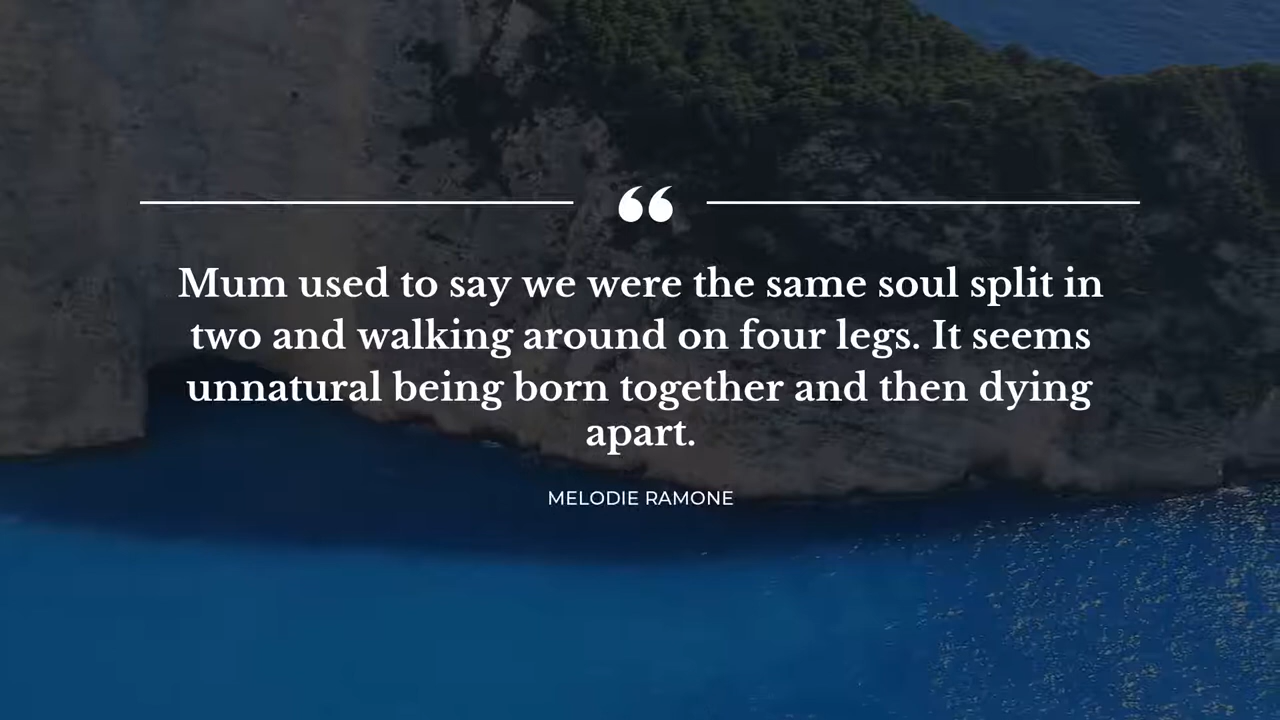 “
Mum used to say we were the same soul split in
two and walking around on four legs. It seems
unnatural being born together and then dying
apart.
MELODIE RAMONE